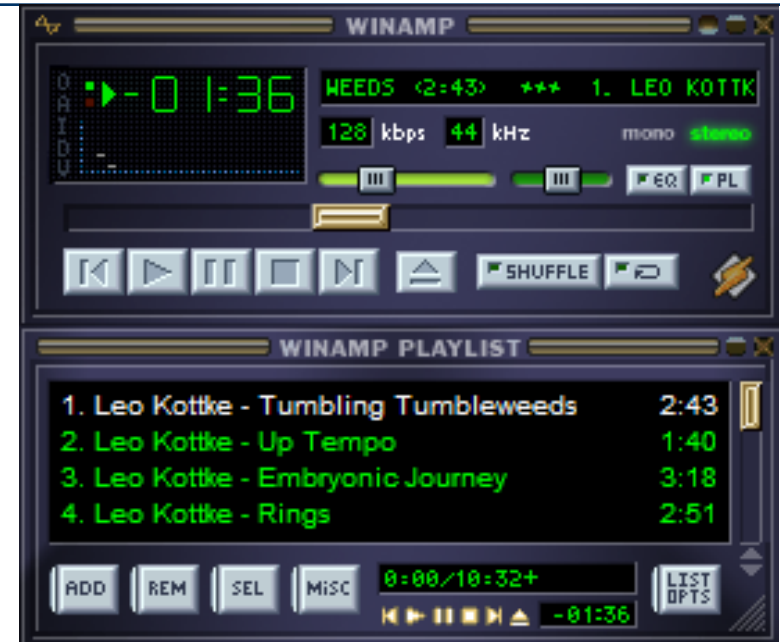 WINAMP
O
A
I
D
V
-01:36
WEEDS <2:43> *** 1. LEO KOTTK
128 kbps 44 kHz mono stereo
EQ PL
SHUFFLE
WINAMP PLAYLIST
1. Leo Kottke - Tumbling Tumbleweeds 2:43
2. Leo Kottke - Up Tempo 1:40
3. Leo Kottke - Embryonic Journey 3:18
4. Leo Kottke - Rings 2:51
ADD REM SEL MiSC 0:00/10:32+ LIST OPTS
-01:36